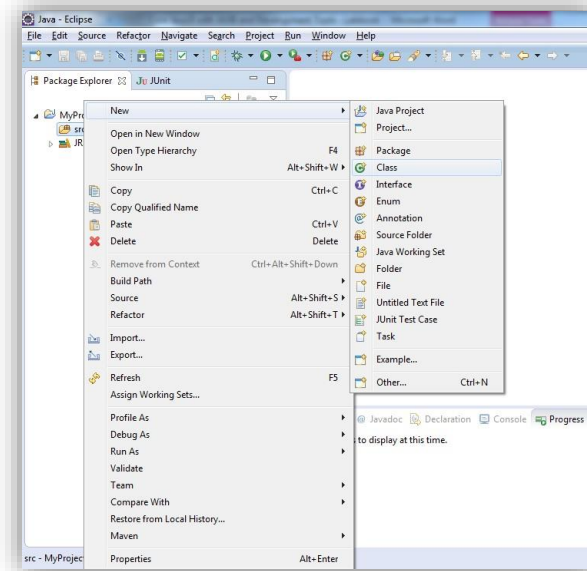 Java - Eclipse
File Edit Source Refactor Navigate Search Project Run Window Help
Package Explorer JUnit
MyPr
src
JR
New
Open in New Window
Open Type Hierarchy F4
Show In Alt+Shift+W
Copy Ctrl+C
Copy Qualified Name
Paste Ctrl+V
Delete Delete
Remove from Context Ctrl+Alt+Shift+Down
Build Path
Source Alt+Shift+S
Refactor Alt+Shift+T
Import...
Export...
Refresh F5
Assign Working Sets...
Profile As
Debug As
Run As
Validate
Team
Compare With
Restore from Local History...
Maven
Properties Alt+Enter
Java Project
Project...
Package
Class
Interface
Enum
Annotation
Source Folder
Java Working Set
Folder
File
Untitled Text File
JUnit Test Case
Task
Example...
Other... Ctrl+N
@ Javadoc Declaration Console Progress
to display at this time.
src - MyProjec